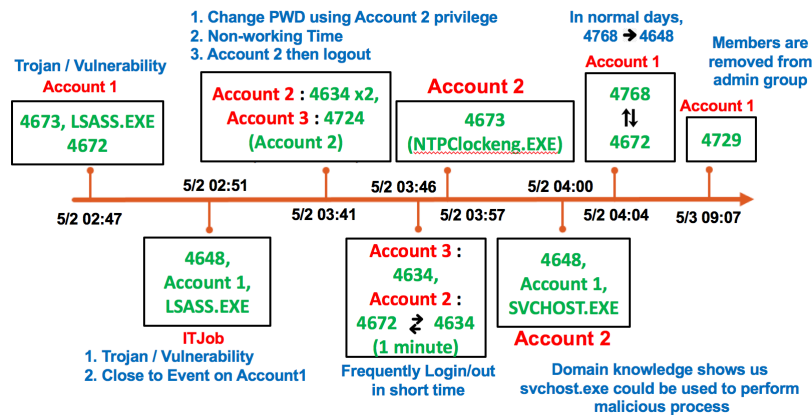 1. Change PWD using Account 2 privilege
2. Non-working Time
3. Account 2 then logout
In normal days,
4768 → 4648
Members are
removed from
admin group
Trojan / Vulnerability
Account 1
4673, LSASS.EXE
4672
Account 2 : 4634 x2,
Account 3 : 4724
(Account 2)
Account 2
4673
(NTPClockeng.EXE)
Account 1
4768
⇅
4672
Account 1
4729
5/2 02:47
5/2 02:51
5/2 03:41
5/2 03:46
5/2 03:57
5/2 04:00
5/2 04:04
5/3 09:07
4648,
Account 1,
LSASS.EXE
ITJob
1. Trojan / Vulnerability
2. Close to Event on Account1
Account 3 :
4634,
Account 2 :
4672 ⇄ 4634
(1 minute)
Frequently Login/out
in short time
4648,
Account 1,
SVCHOST.EXE
Account 2
Domain knowledge shows us
svchost.exe could be used to perform
malicious process